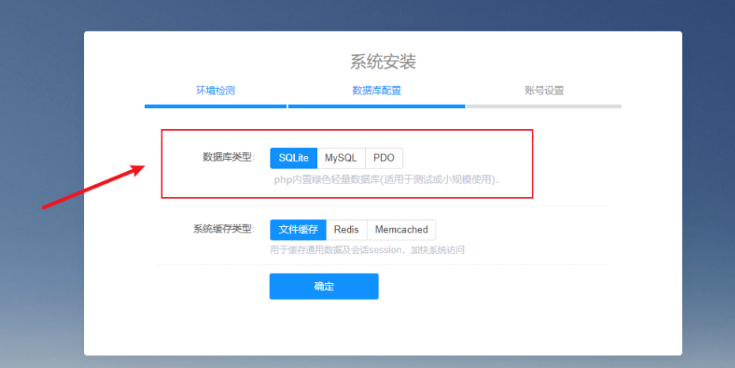 系统安装
环境检测 数据库配置 账号设置
数据库类型: SQLite MySQL PDO
php内置绿色轻量数据库(适用于测试或小规模使用).
系统缓存类型: 文件缓存 Redis Memcached
用于缓存通用数据及会话session，加快系统访问
确定